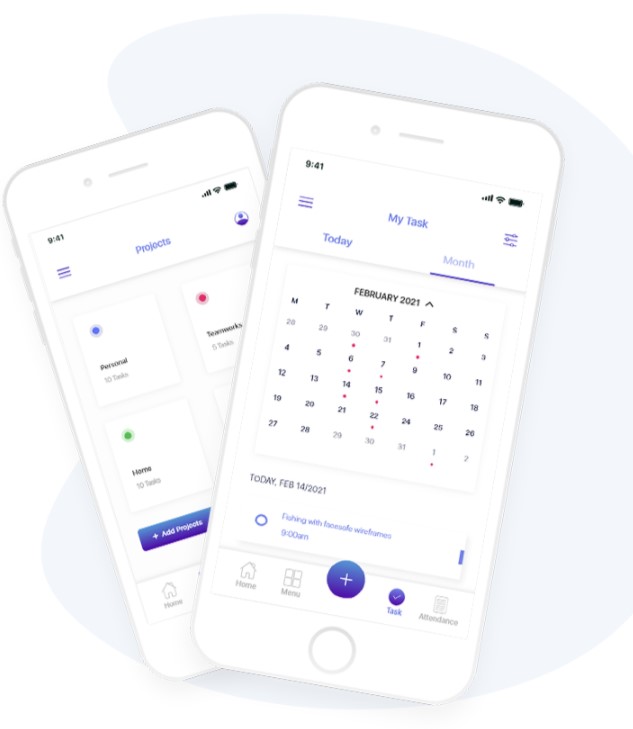 9:41
Projects
Personal
10 Tasks
Teamworks
5 Tasks
Home
10 Tasks
+ Add Projects
Home
9:41
My Task
Today
Month
FEBRUARY 2021
M T W T F S S
28 29 30 31 1 2 3
4 5 6 7 9 10 11
12 13 14 15 16 17 18
19 20 21 22 24 25 26
27 28 29 30 31 1 2
TODAY, FEB 14/2021
Fishing with wireframes
9:00am
Home
Menu
+
Task
Attendance